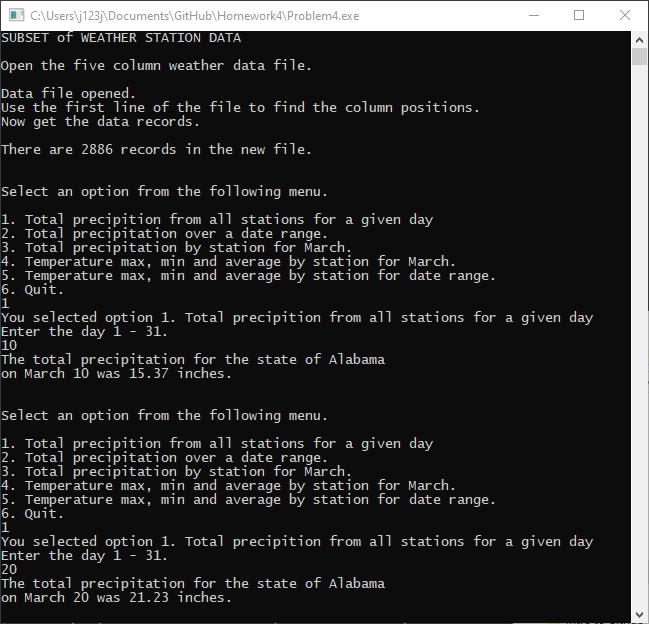 C:\Users\j123j\Documents\GitHub\Homework4\Problem4.exe
SUBSET of WEATHER STATION DATA
Open the five column weather data file.
Data file opened.
Use the first line of the file to find the column positions.
Now get the data records.
There are 2886 records in the new file.
Select an option from the following menu.
1. Total precipition from all stations for a given day
2. Total precipitation over a date range.
3. Total precipitation by station for March.
4. Temperature max, min and average by station for March.
5. Temperature max, min and average by station for date range.
6. Quit.
1
You selected option 1. Total precipition from all stations for a given day
Enter the day 1 - 31.
10
The total precipitation for the state of Alabama
on March 10 was 15.37 inches.
Select an option from the following menu.
1. Total precipition from all stations for a given day
2. Total precipitation over a date range.
3. Total precipitation by station for March.
4. Temperature max, min and average by station for March.
5. Temperature max, min and average by station for date range.
6. Quit.
1
You selected option 1. Total precipition from all stations for a given day
Enter the day 1 - 31.
20
The total precipitation for the state of Alabama
on March 20 was 21.23 inches.